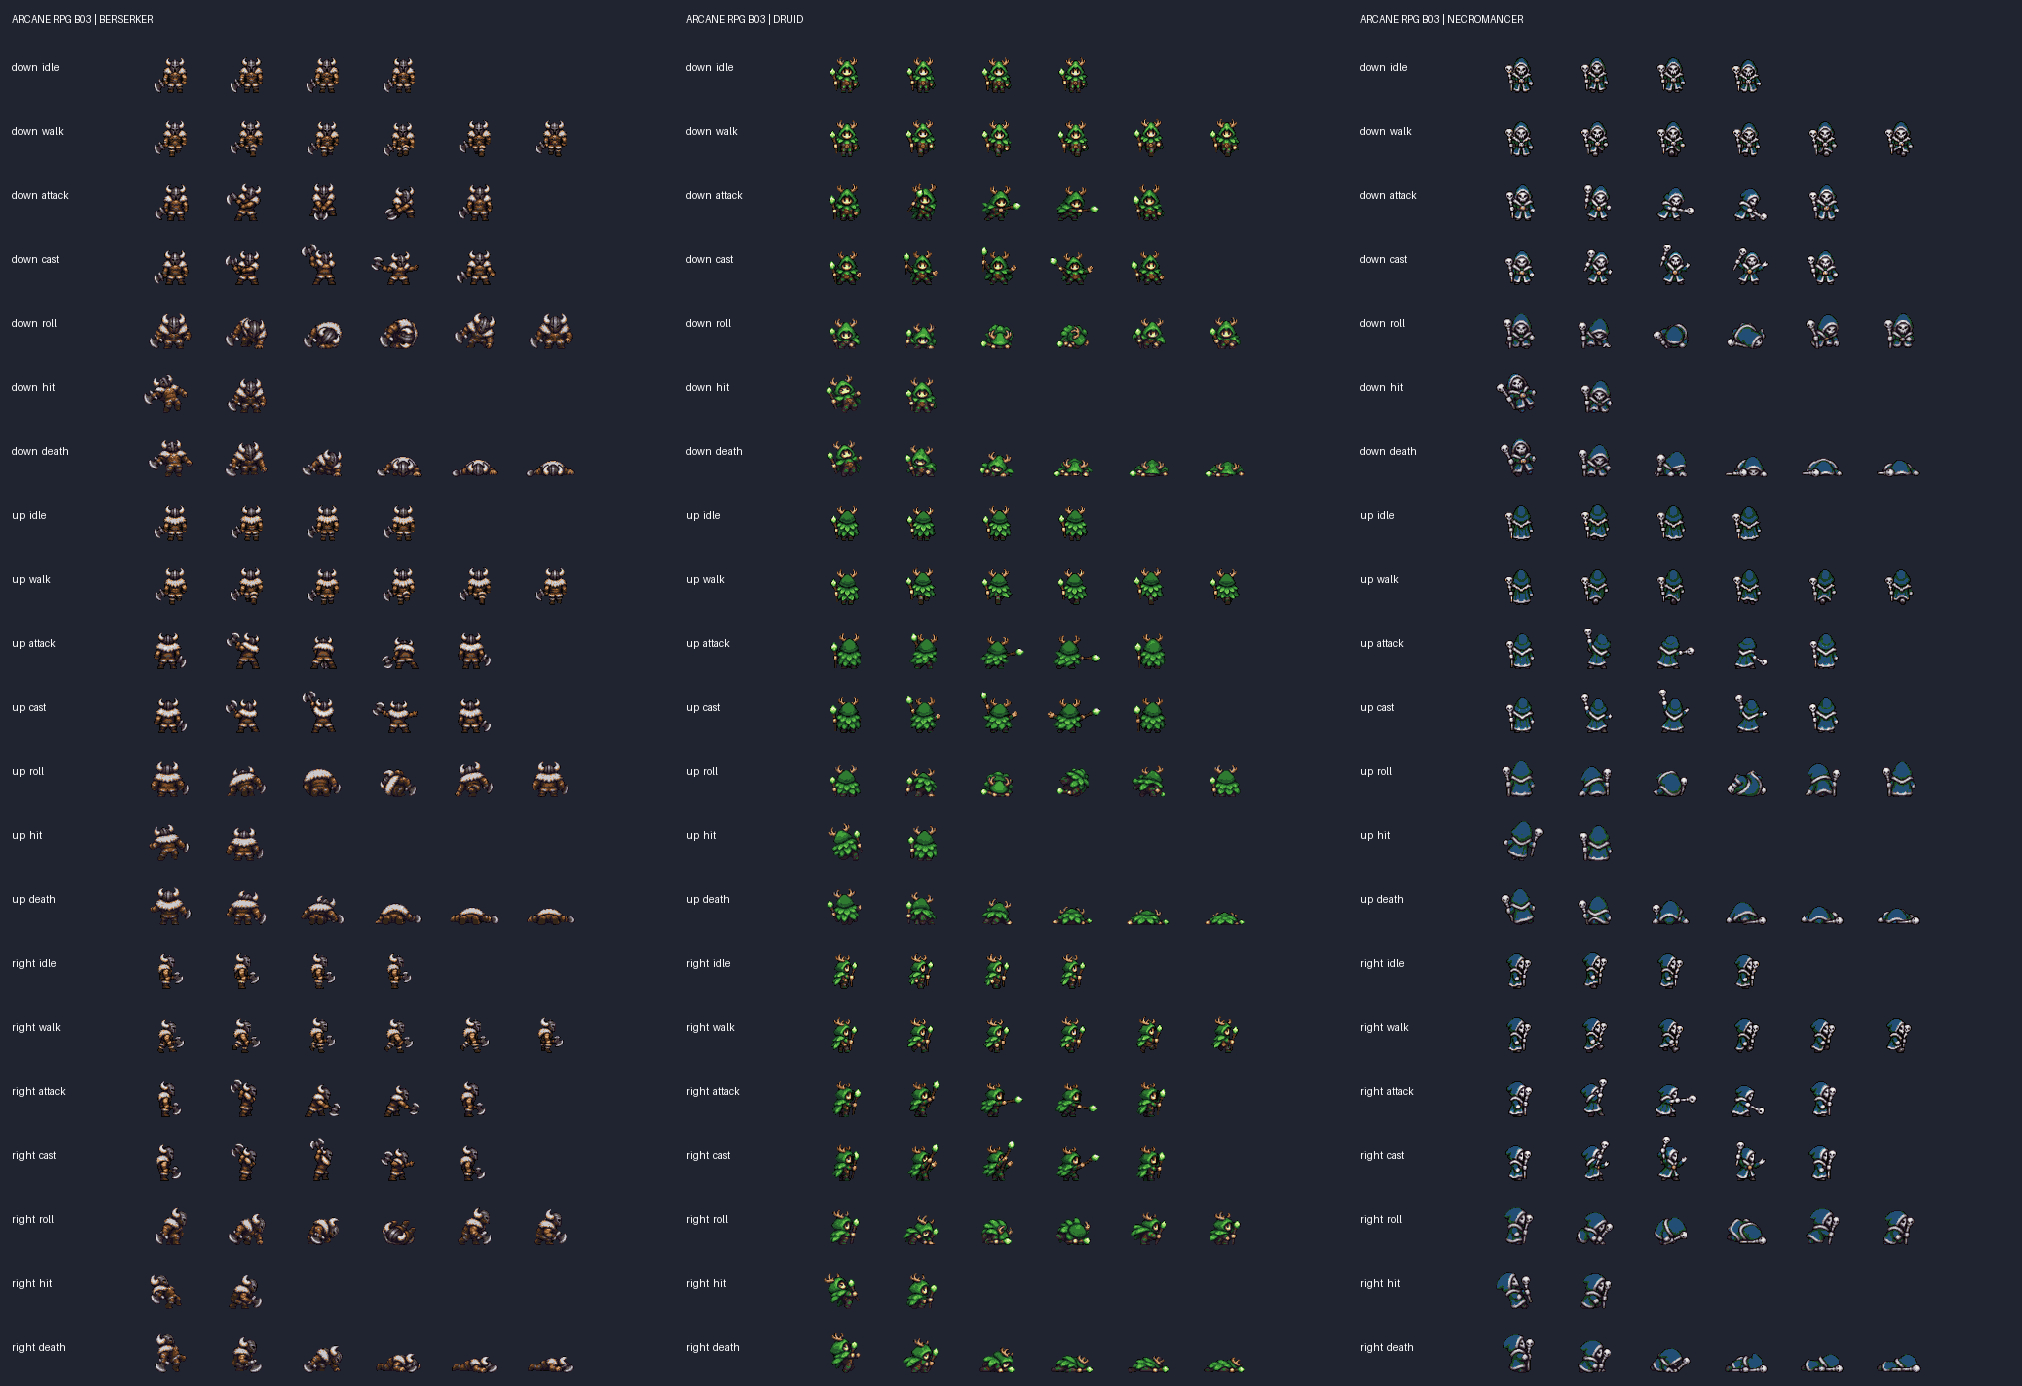 ARCANE RPG B03 | BERSERKER
down idle
down walk
down attack
down cast
down roll
down hit
down death
up idle
up walk
up attack
up cast
up roll
up hit
up death
right idle
right walk
right attack
right cast
right roll
right hit
right death
ARCANE RPG B03 | DRUID
down idle
down walk
down attack
down cast
down roll
down hit
down death
up idle
up walk
up attack
up cast
up roll
up hit
up death
right idle
right walk
right attack
right cast
right roll
right hit
right death
ARCANE RPG B03 | NECROMANCER
down idle
down walk
down attack
down cast
down roll
down hit
down death
up idle
up walk
up attack
up cast
up roll
up hit
up death
right idle
right walk
right attack
right cast
right roll
right hit
right death